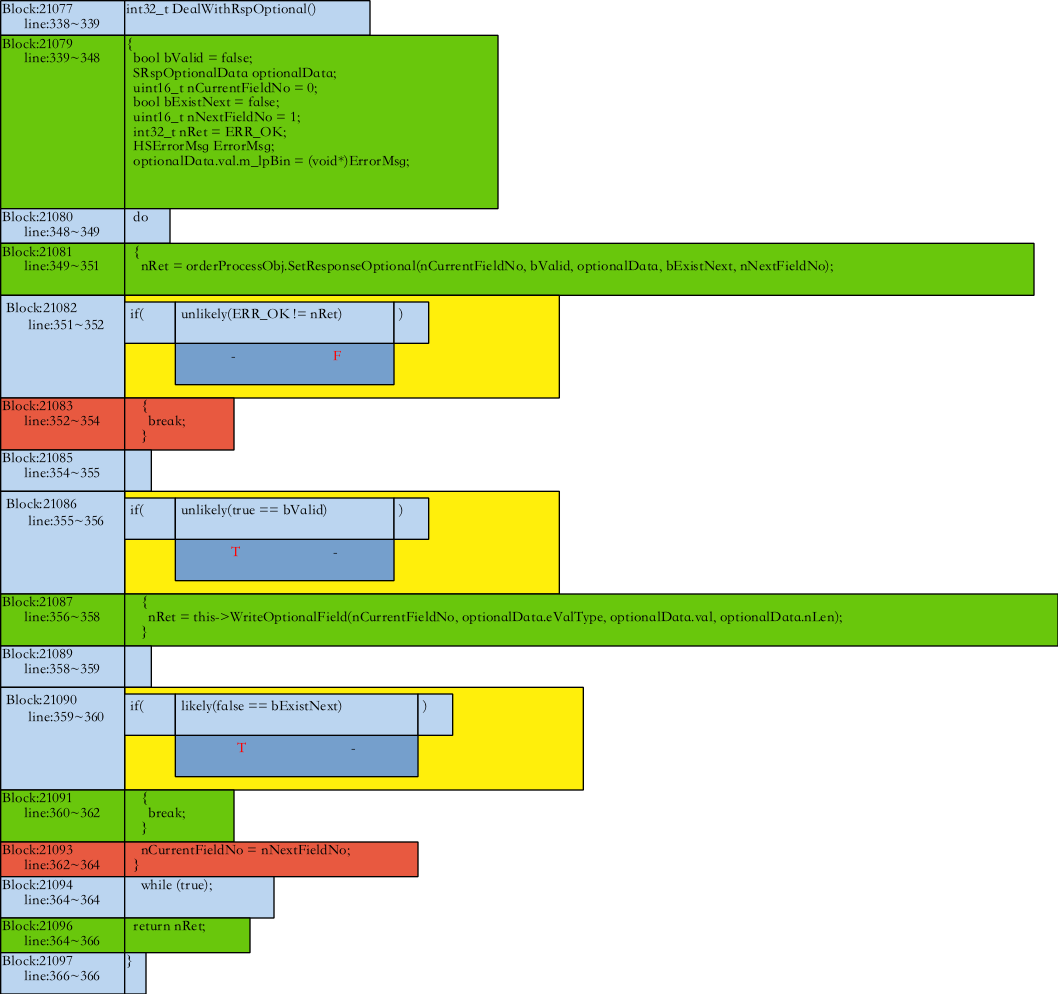 Block:21077 int32_t DealWithRspOptional()
line:338~339
Block:21079 {
line:339~348 bool bValid = false;
SRspOptionalData optionalData;
uint16_t nCurrentFieldNo = 0;
bool bExistNext = false;
uint16_t nNextFieldNo = 1;
int32_t nRet = ERR_OK;
HSErrorMsg ErrorMsg;
optionalData.val.m_lpBin = (void*)ErrorMsg;
Block:21080 do
line:348~349
Block:21081 {
line:349~351 nRet = orderProcessObj.SetResponseOptional(nCurrentFieldNo, bValid, optionalData, bExistNext, nNextFieldNo);
Block:21082 if( unlikely(ERR_OK != nRet) )
line:351~352
- F
Block:21083 {
line:352~354 break;
}
Block:21085
line:354~355
Block:21086 if( unlikely(true == bValid) )
line:355~356
T -
Block:21087 {
line:356~358 nRet = this->WriteOptionalField(nCurrentFieldNo, optionalData.eValType, optionalData.val, optionalData.nLen);
}
Block:21089
line:358~359
Block:21090 if( likely(false == bExistNext) )
line:359~360
T -
Block:21091 {
line:360~362 break;
}
Block:21093 nCurrentFieldNo = nNextFieldNo;
line:362~364 }
Block:21094 while (true);
line:364~364
Block:21096 return nRet;
line:364~366
Block:21097 }
line:366~366